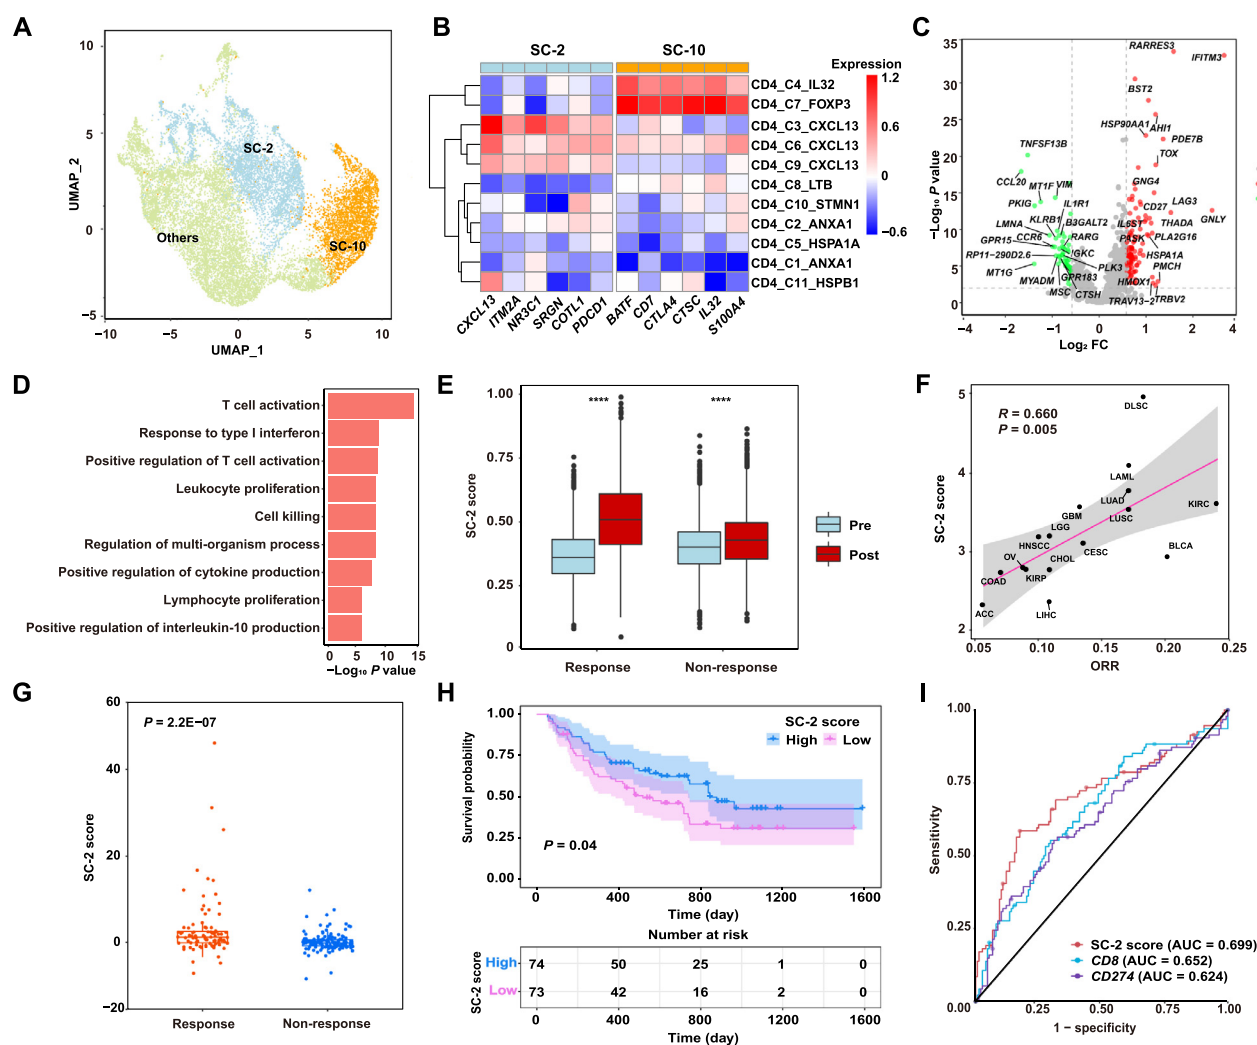 A
10
5
0
−5
−10
−5
0
5
10
UMAP_2
UMAP_1
SC-2
Others
SC-10
B
SC-2
SC-10
Expression
1.2
−0.6
CD4_C4_IL32
CD4_C7_FOXP3
CD4_C3_CXCL13
CD4_C6_CXCL13
CD4_C9_CXCL13
CD4_C8_LTB
CD4_C10_STMN1
CD4_C2_ANXA1
CD4_C5_HSPA1A
CD4_C1_ANXA1
CD4_C11_HSPB1
CXCL13
ITM2A
NR3C1
SRGN
COTL1
PDCD1
BATF
CD7
CTLA4
CTSC
IL32
S100A4
C
35
30
25
20
15
10
5
0
−4
−2
0
2
4
−Log₁₀ P value
Log₂ FC
RARRES3
IFITM3
BST2
HSP90AA1
AHI1
PDE7B
TNFSF13B
TOX
CCL20
MT1F
VIM
GNG4
PKIG
IL1R1
CD27
LAG3
GNLY
LMNA
KLRB1
B3GALT2
IL6ST
THADA
CCR6
RARG
PASK
PLA2G16
GPR15
RP11−290D2.6
IGKC
HSPA1A
MT1G
PLK3
PMCH
MYADM
GPR183
HMOX1
MSC
CTSH
TRAV13−2
TRBV2
D
T cell activation
Response to type I interferon
Positive regulation of T cell activation
Leukocyte proliferation
Cell killing
Regulation of multi-organism process
Positive regulation of cytokine production
Lymphocyte proliferation
Positive regulation of interleukin-10 production
0
5
10
15
−Log₁₀ P value
E
1.00
0.75
0.50
0.25
0
SC-2 score
****
****
Response
Non-response
Pre
Post
F
5
4
3
2
SC-2 score
R = 0.660
P = 0.005
DLSC
LAML
LUAD
KIRC
GBM
LUSC
LGG
HNSCC
CESC
BLCA
OV
CHOL
COAD
KIRP
ACC
LIHC
0.05
0.10
0.15
0.20
0.25
ORR
G
60
40
20
0
−20
SC-2 score
P = 2.2E−07
Response
Non-response
H
1.00
0.75
0.50
0.25
0.00
Survival probability
SC-2 score
High
Low
P = 0.04
0
400
800
1200
1600
Time (day)
Number at risk
SC-2 score
High 74 50 25 1 0
Low 73 42 16 2 0
0
400
800
1200
1600
Time (day)
I
1.00
0.75
0.50
0.25
0.00
Sensitivity
SC-2 score (AUC = 0.699)
CD8 (AUC = 0.652)
CD274 (AUC = 0.624)
0.25
0.50
0.75
1.00
1 − specificity